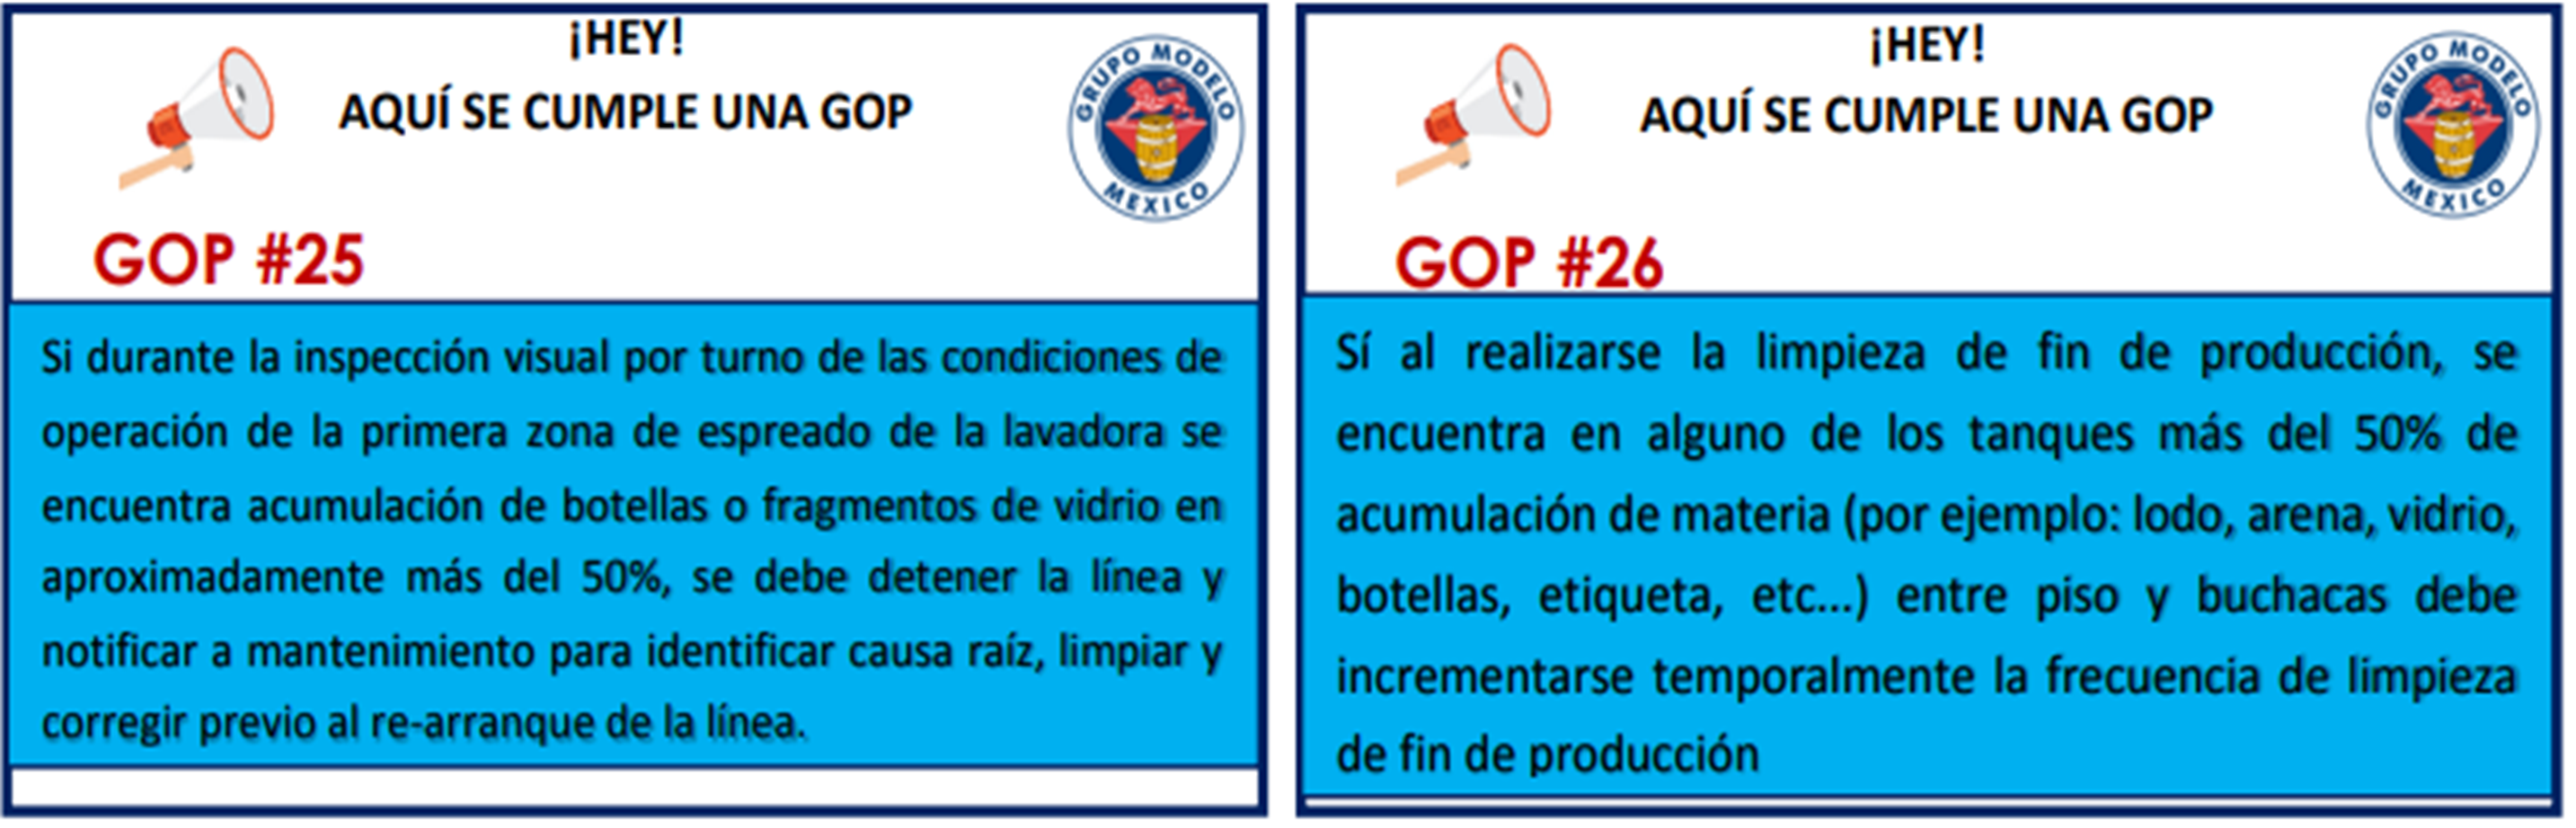 ¡HEY!
AQUÍ SE CUMPLE UNA GOP
GRUPO MODELO
MEXICO
GOP #25
Si durante la inspección visual por turno de las condiciones de
operación de la primera zona de espreado de la lavadora se
encuentra acumulación de botellas o fragmentos de vidrio en
aproximadamente más del 50%, se debe detener la línea y
notificar a mantenimiento para identificar causa raíz, limpiar y
corregir previo al re-arranque de la línea.
¡HEY!
AQUÍ SE CUMPLE UNA GOP
GRUPO MODELO
MEXICO
GOP #26
Sí al realizarse la limpieza de fin de producción, se
encuentra en alguno de los tanques más del 50% de
acumulación de materia (por ejemplo: lodo, arena, vidrio,
botellas, etiqueta, etc...) entre piso y buchacas debe
incrementarse temporalmente la frecuencia de limpieza
de fin de producción